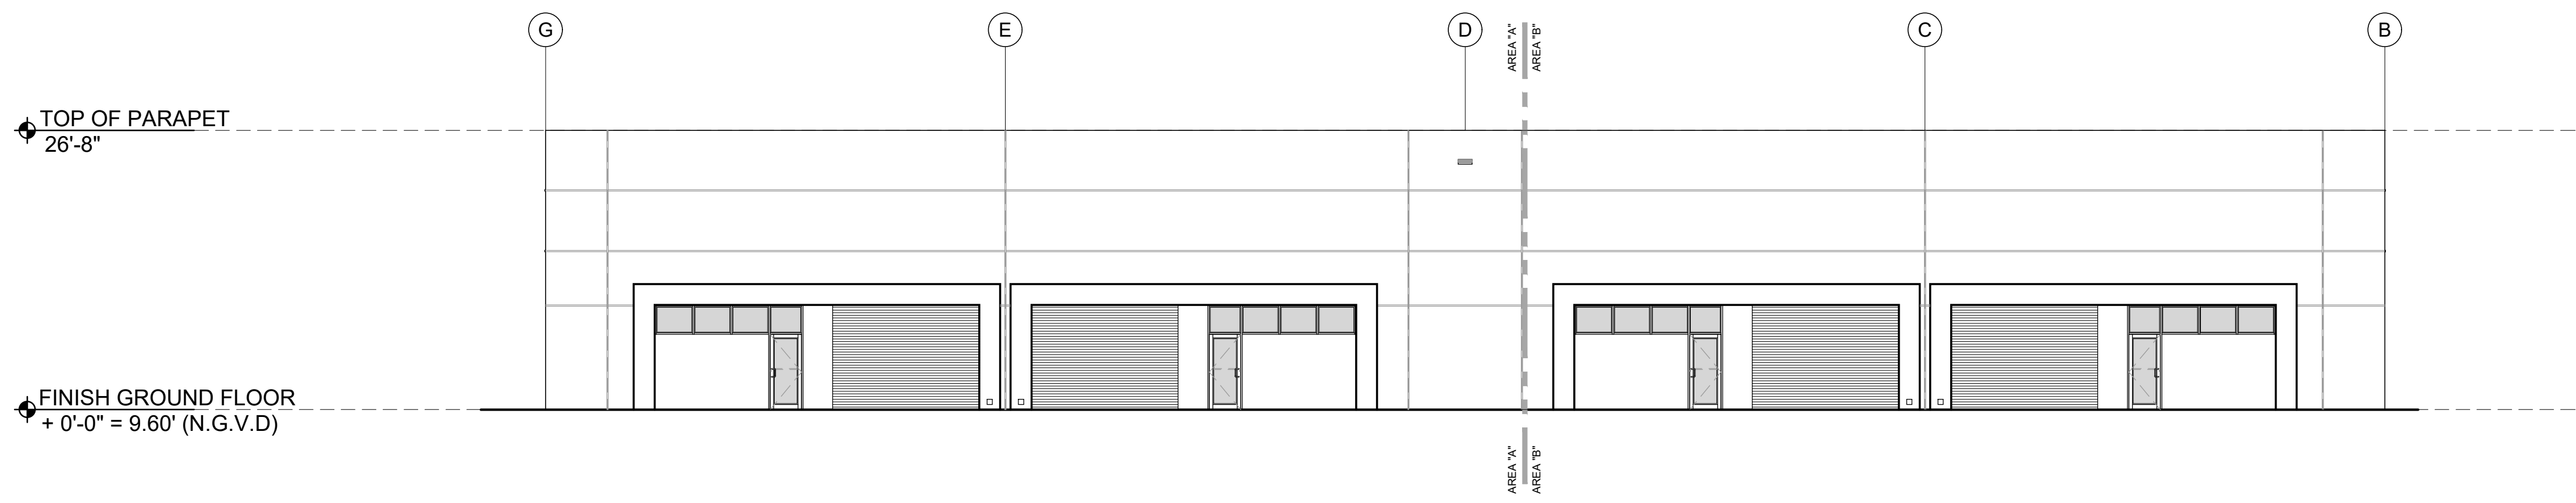 G
E
D
C
B
AREA "A"
AREA "B"
TOP OF PARAPET
26'-8"
FINISH GROUND FLOOR
+ 0'-0" = 9.60' (N.G.V.D)
AREA "A"
AREA "B"